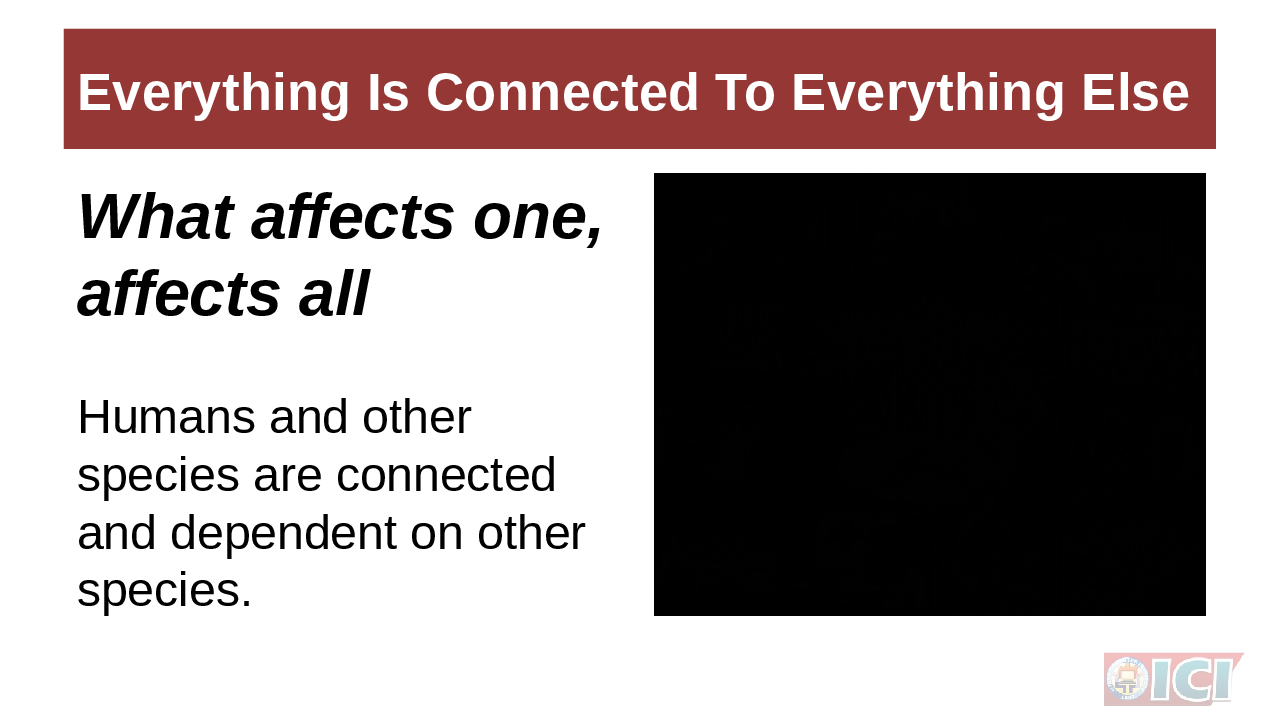 Everything Is Connected To Everything Else
What affects one,
affects all
Humans and other
species are connected
and dependent on other
species.
ICI